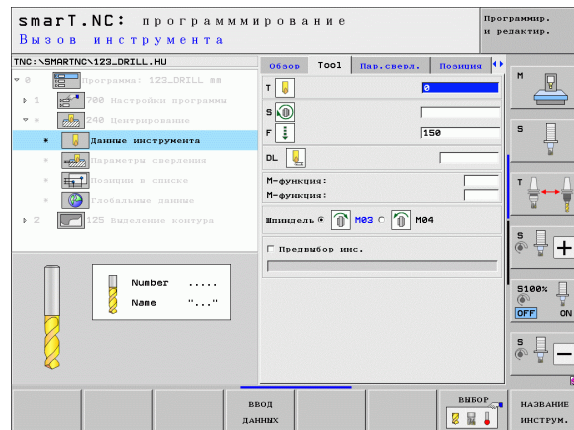 smarT.NC: программмирование
Вызов инструмента
Программир.
и редактир.
TNC:\SMARTNC\123_DRILL.HU
0 Программа: 123_DRILL мм
1 700 Настройки программы
240 Центрирование
* Данные инструмента
* Параметры сверления
* Позиции в списке
* Глобальные данные
2 125 Выделение контура
Number .....
Name "..."
Обзор Tool Пар.сверл. Позиция
T 0
S
F 150
DL
М-функция:
М-функция:
Шпиндель M03 M04
Предвыбор инс.
M
S
T
S +
S100%
OFF ON
S –
ВВОД
ДАННЫХ
ВЫБОР
НАЗВАНИЕ
ИНСТРУМ.